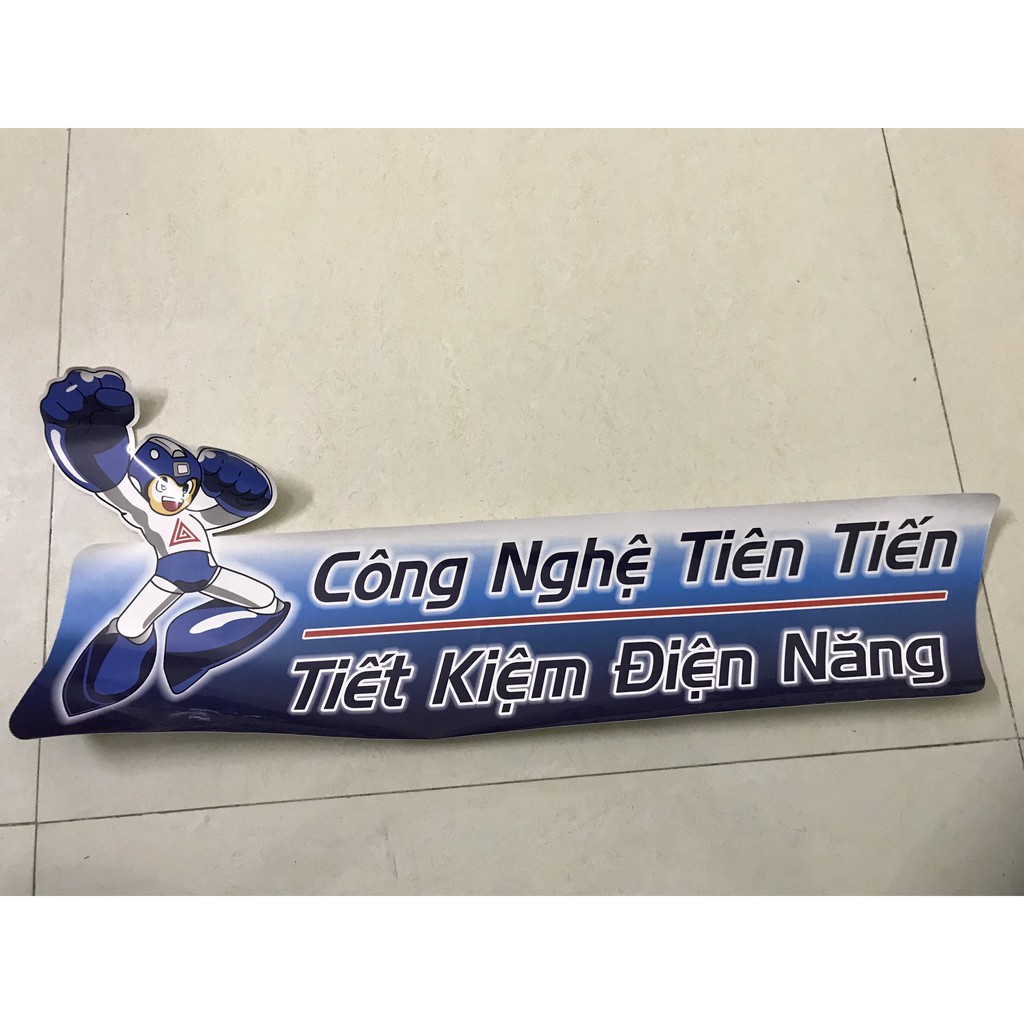 Công Nghệ Tiên Tiến
Tiết Kiệm Điện Năng